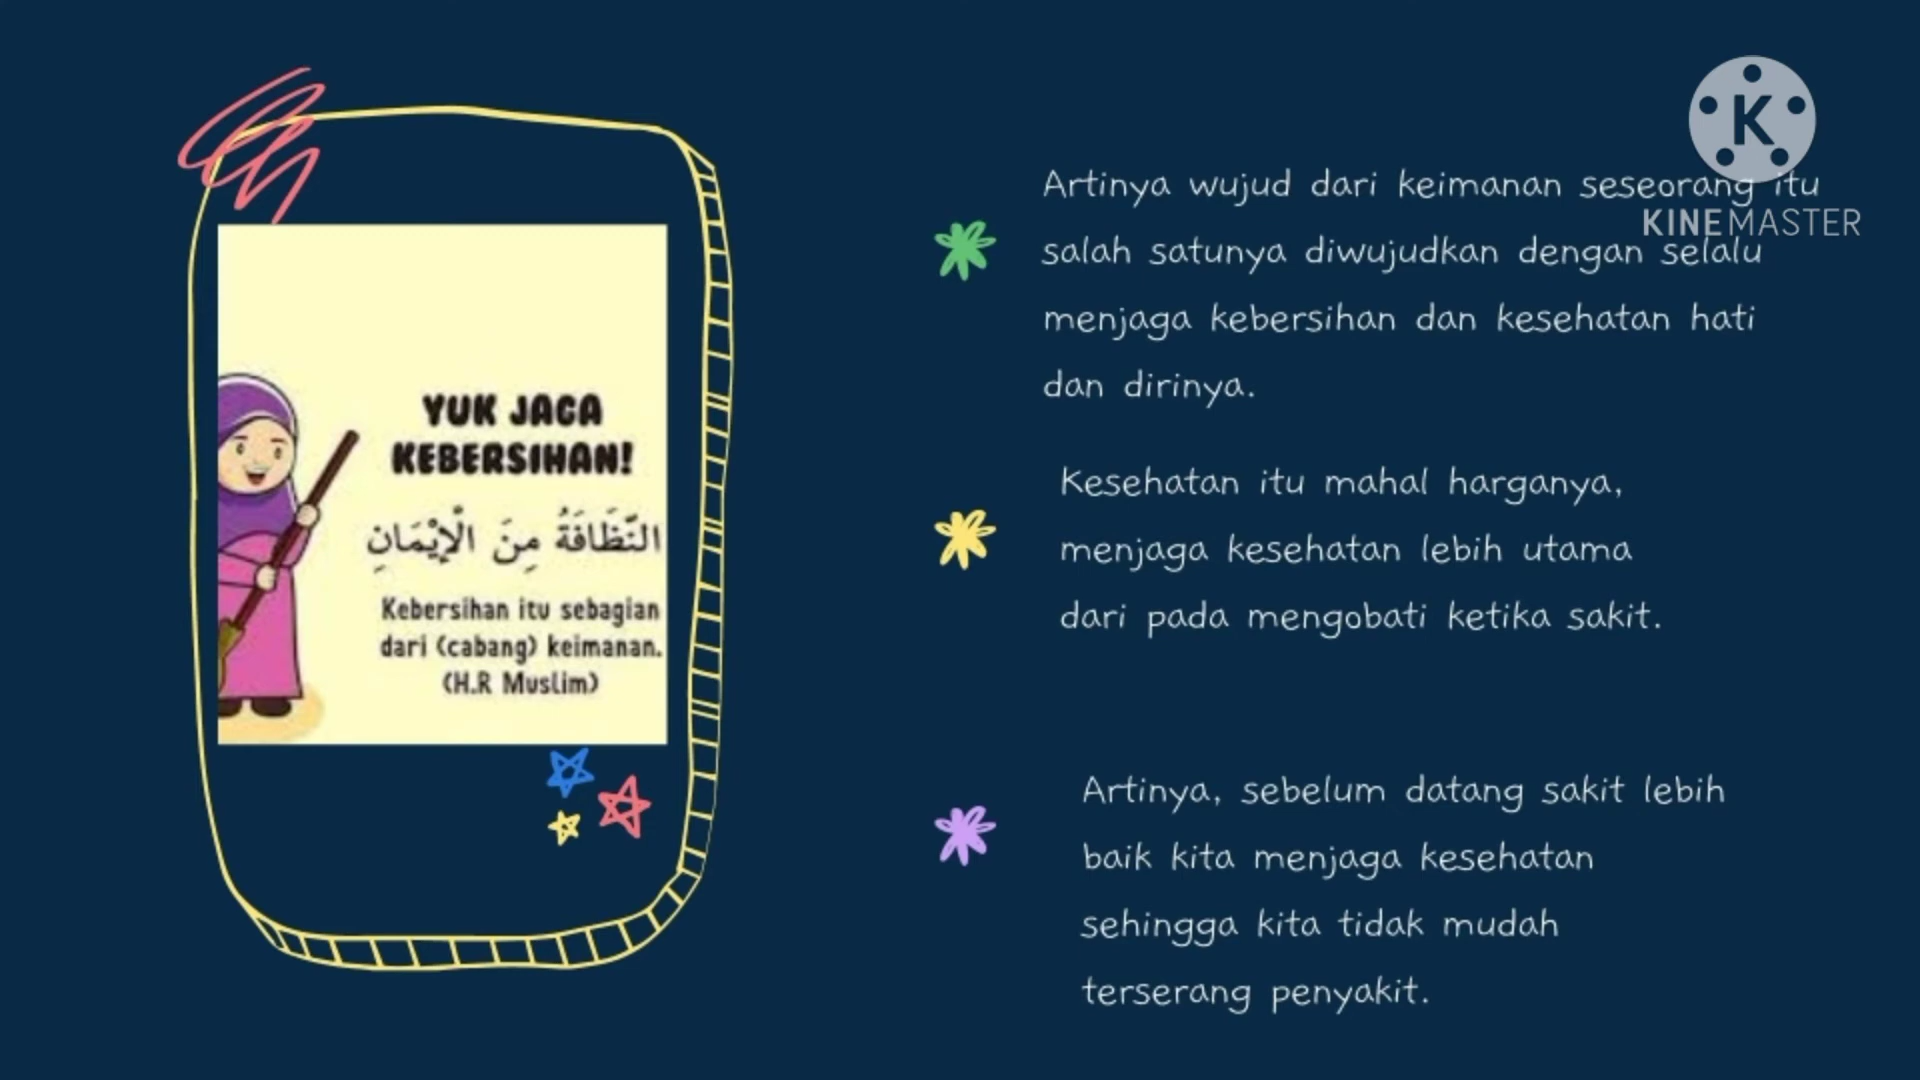 YUK JAGA
KEBERSIHAN!
النَّظَافَةُ مِنَ الْإِيْمَانِ
Kebersihan itu sebagian
dari (cabang) keimanan.
(H.R Muslim)
Artinya wujud dari keimanan seseorang itu
salah satunya diwujudkan dengan selalu
menjaga kebersihan dan kesehatan hati
dan dirinya.
Kesehatan itu mahal harganya,
menjaga kesehatan lebih utama
dari pada mengobati ketika sakit.
Artinya, sebelum datang sakit lebih
baik kita menjaga kesehatan
sehingga kita tidak mudah
terserang penyakit.
K
KINEMASTER